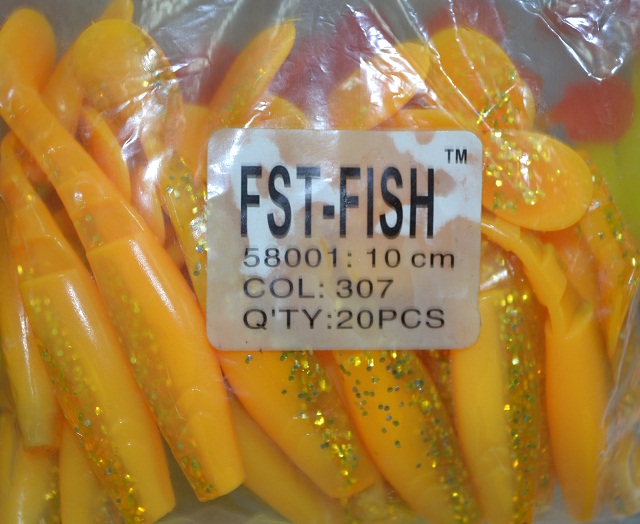 FST-FISH™
58001: 10 cm
COL: 307
Q'TY:20PCS